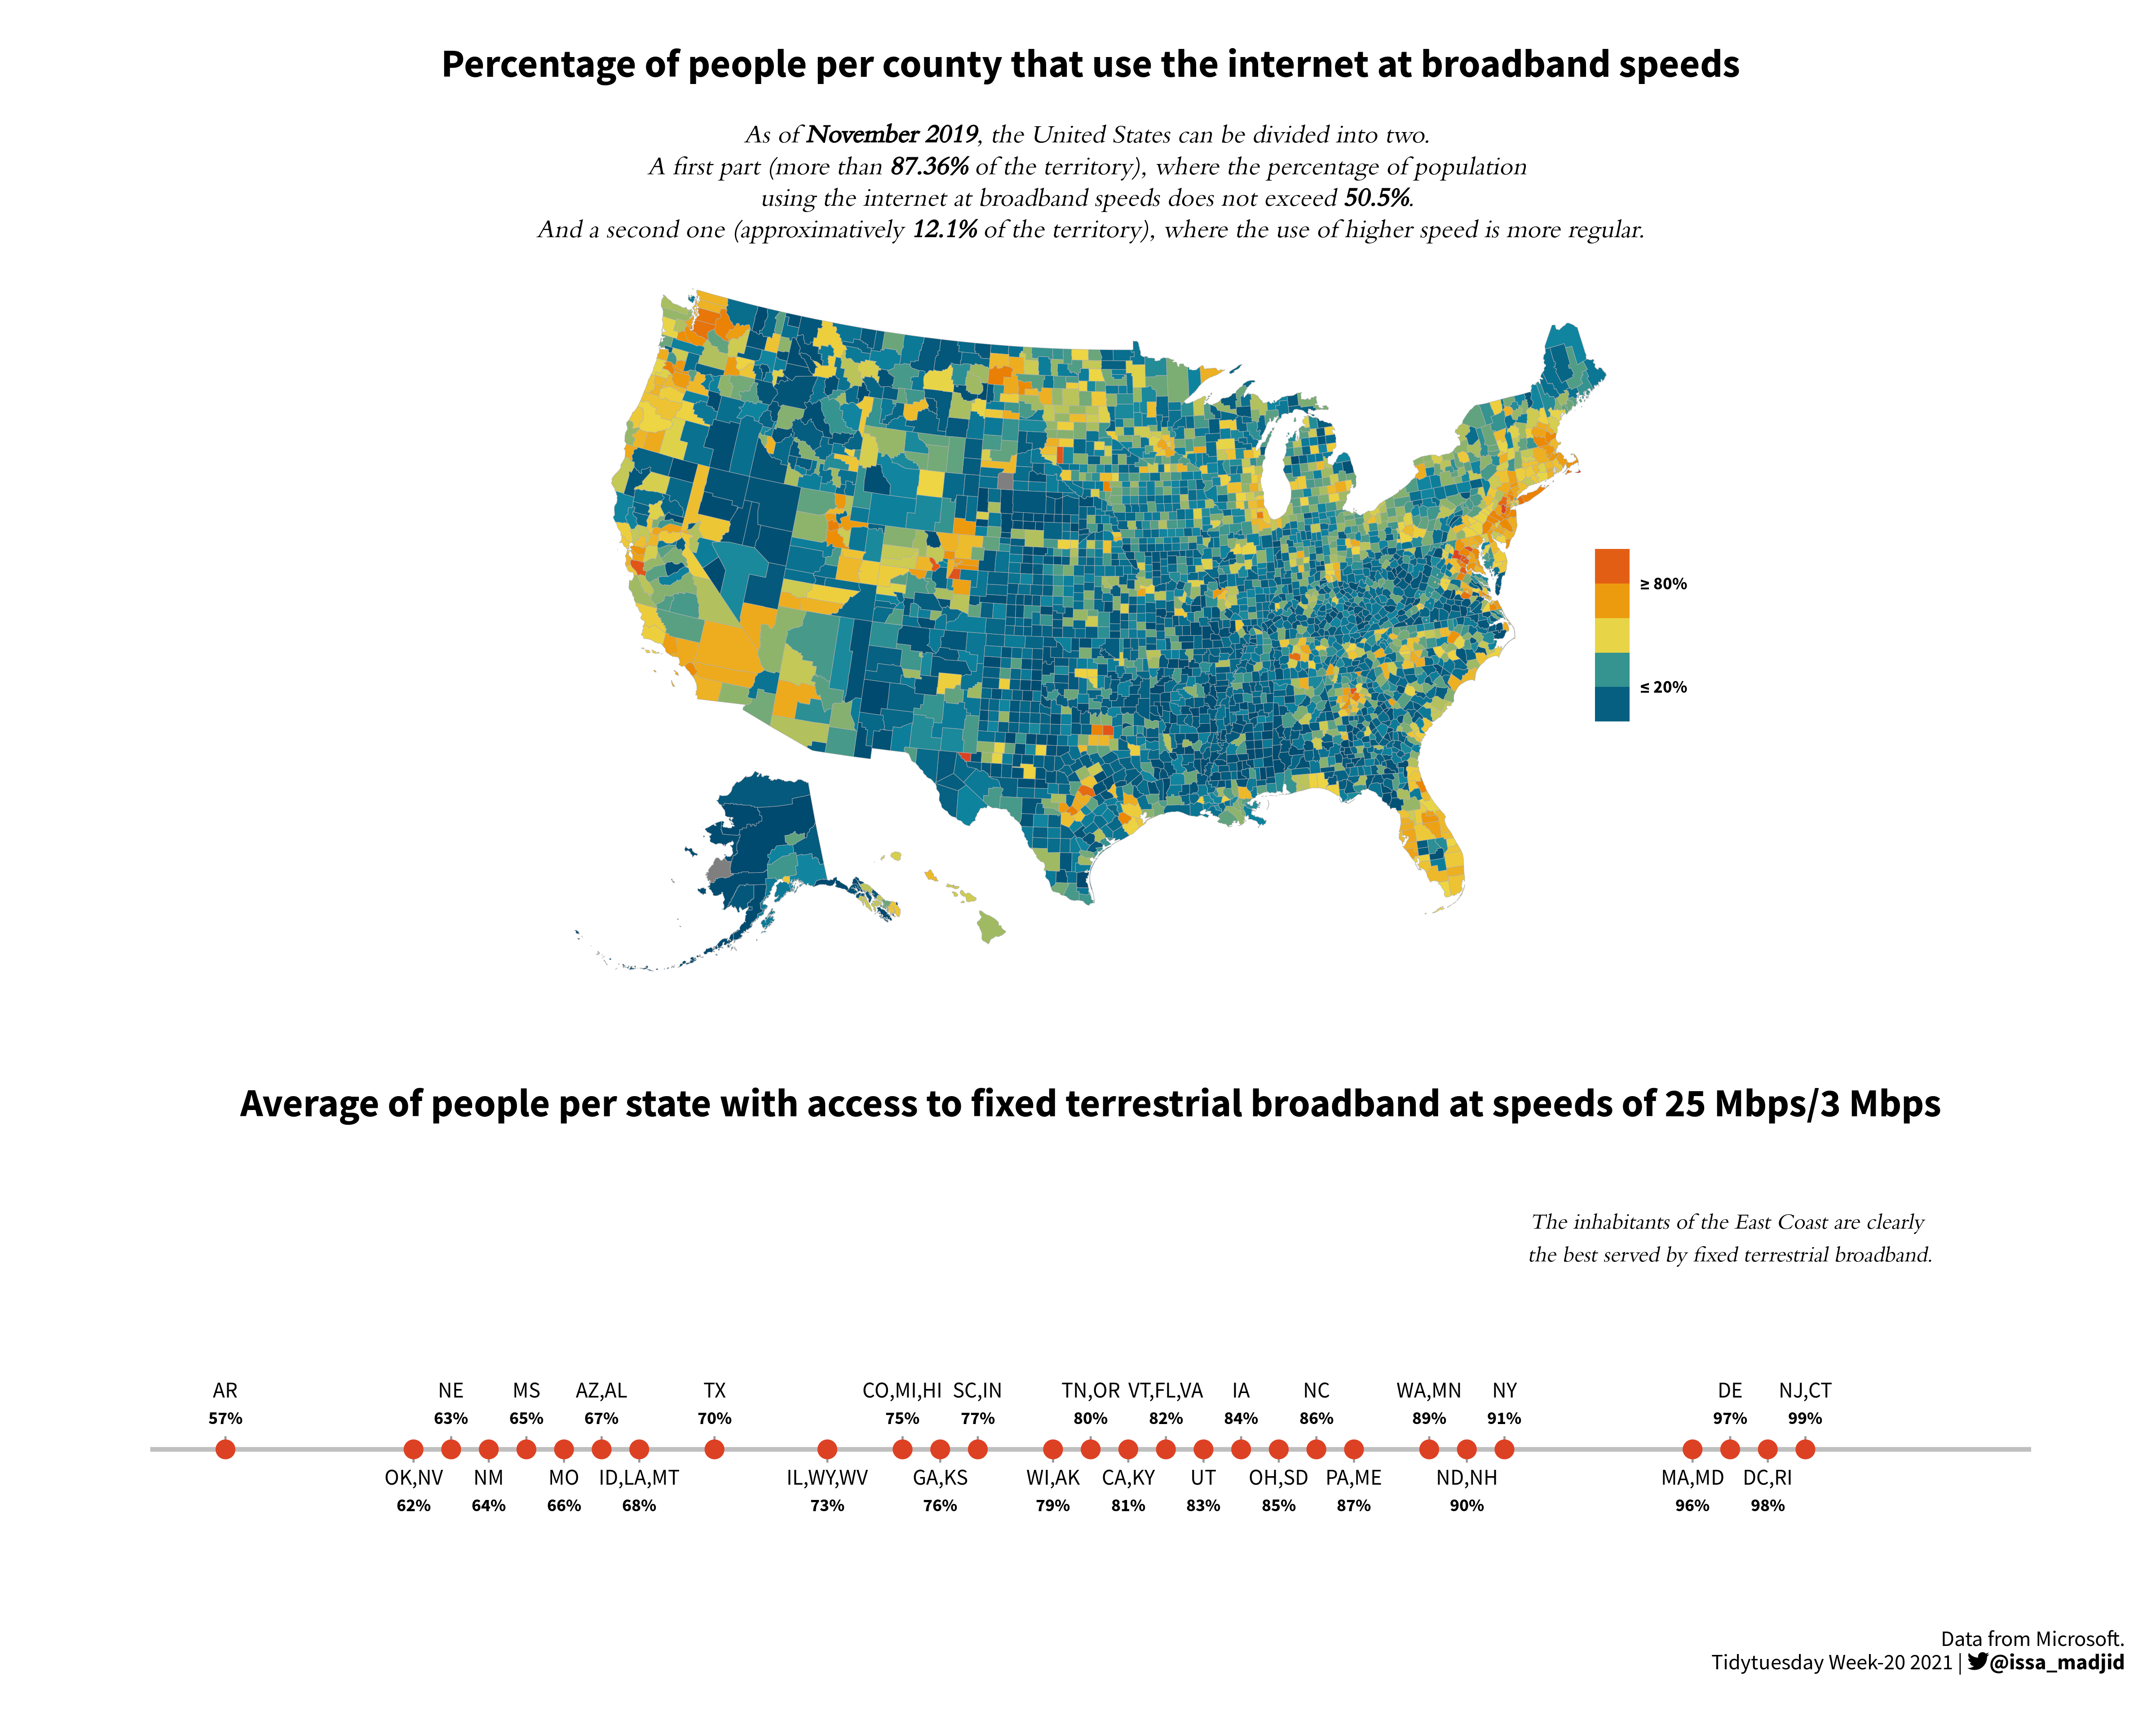 Percentage of people per county that use the internet at broadband speeds
As of November 2019, the United States can be divided into two.
A first part (more than 87.36% of the territory), where the percentage of population
using the internet at broadband speeds does not exceed 50.5%.
And a second one (approximatively 12.1% of the territory), where the use of higher speed is more regular.
≥ 80%
≤ 20%
Average of people per state with access to fixed terrestrial broadband at speeds of 25 Mbps/3 Mbps
The inhabitants of the East Coast are clearly
the best served by fixed terrestrial broadband.
AR NE MS AZ,AL TX CO,MI,HI SC,IN TN,OR VT,FL,VA IA NC WA,MN NY DE NJ,CT
57% 63% 65% 67% 70% 75% 77% 80% 82% 84% 86% 89% 91% 97% 99%
OK,NV NM MO ID,LA,MT IL,WY,WV GA,KS WI,AK CA,KY UT OH,SD PA,ME ND,NH MA,MD DC,RI
62% 64% 66% 68% 73% 76% 79% 81% 83% 85% 87% 90% 96% 98%
Data from Microsoft.
Tidytuesday Week-20 2021 | @issa_madjid